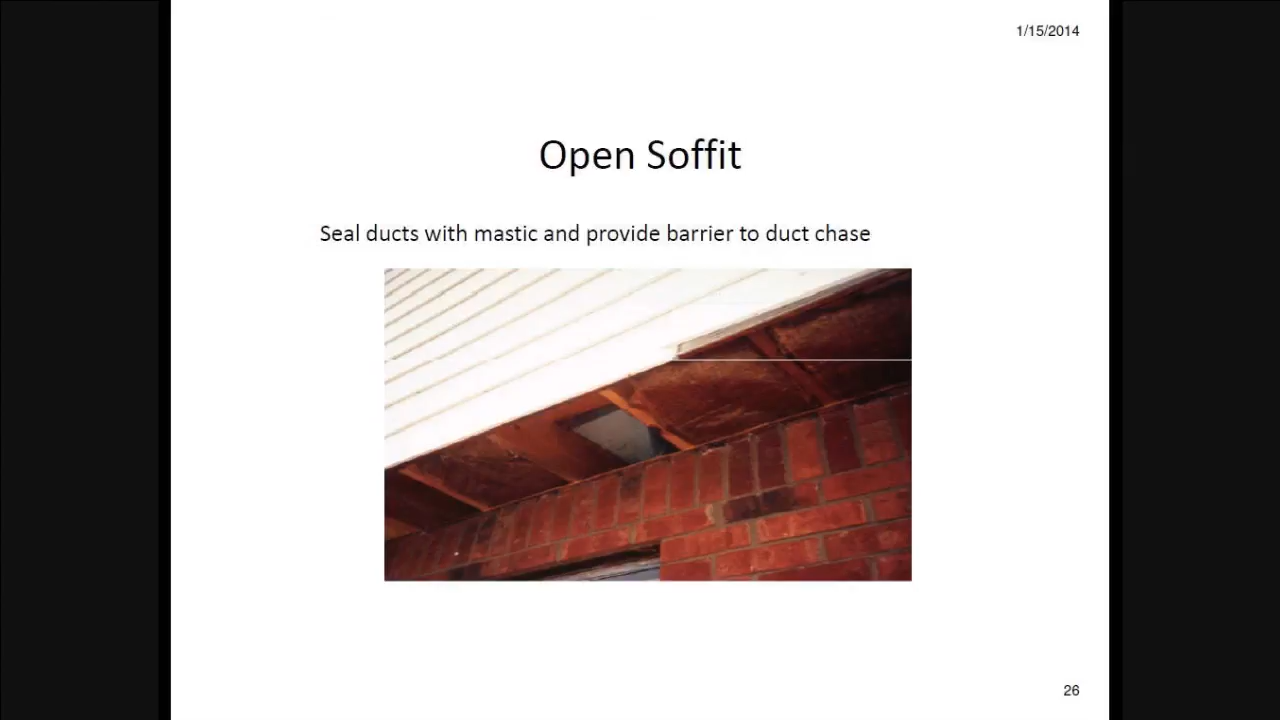 1/15/2014
Open Soffit
Seal ducts with mastic and provide barrier to duct chase
26